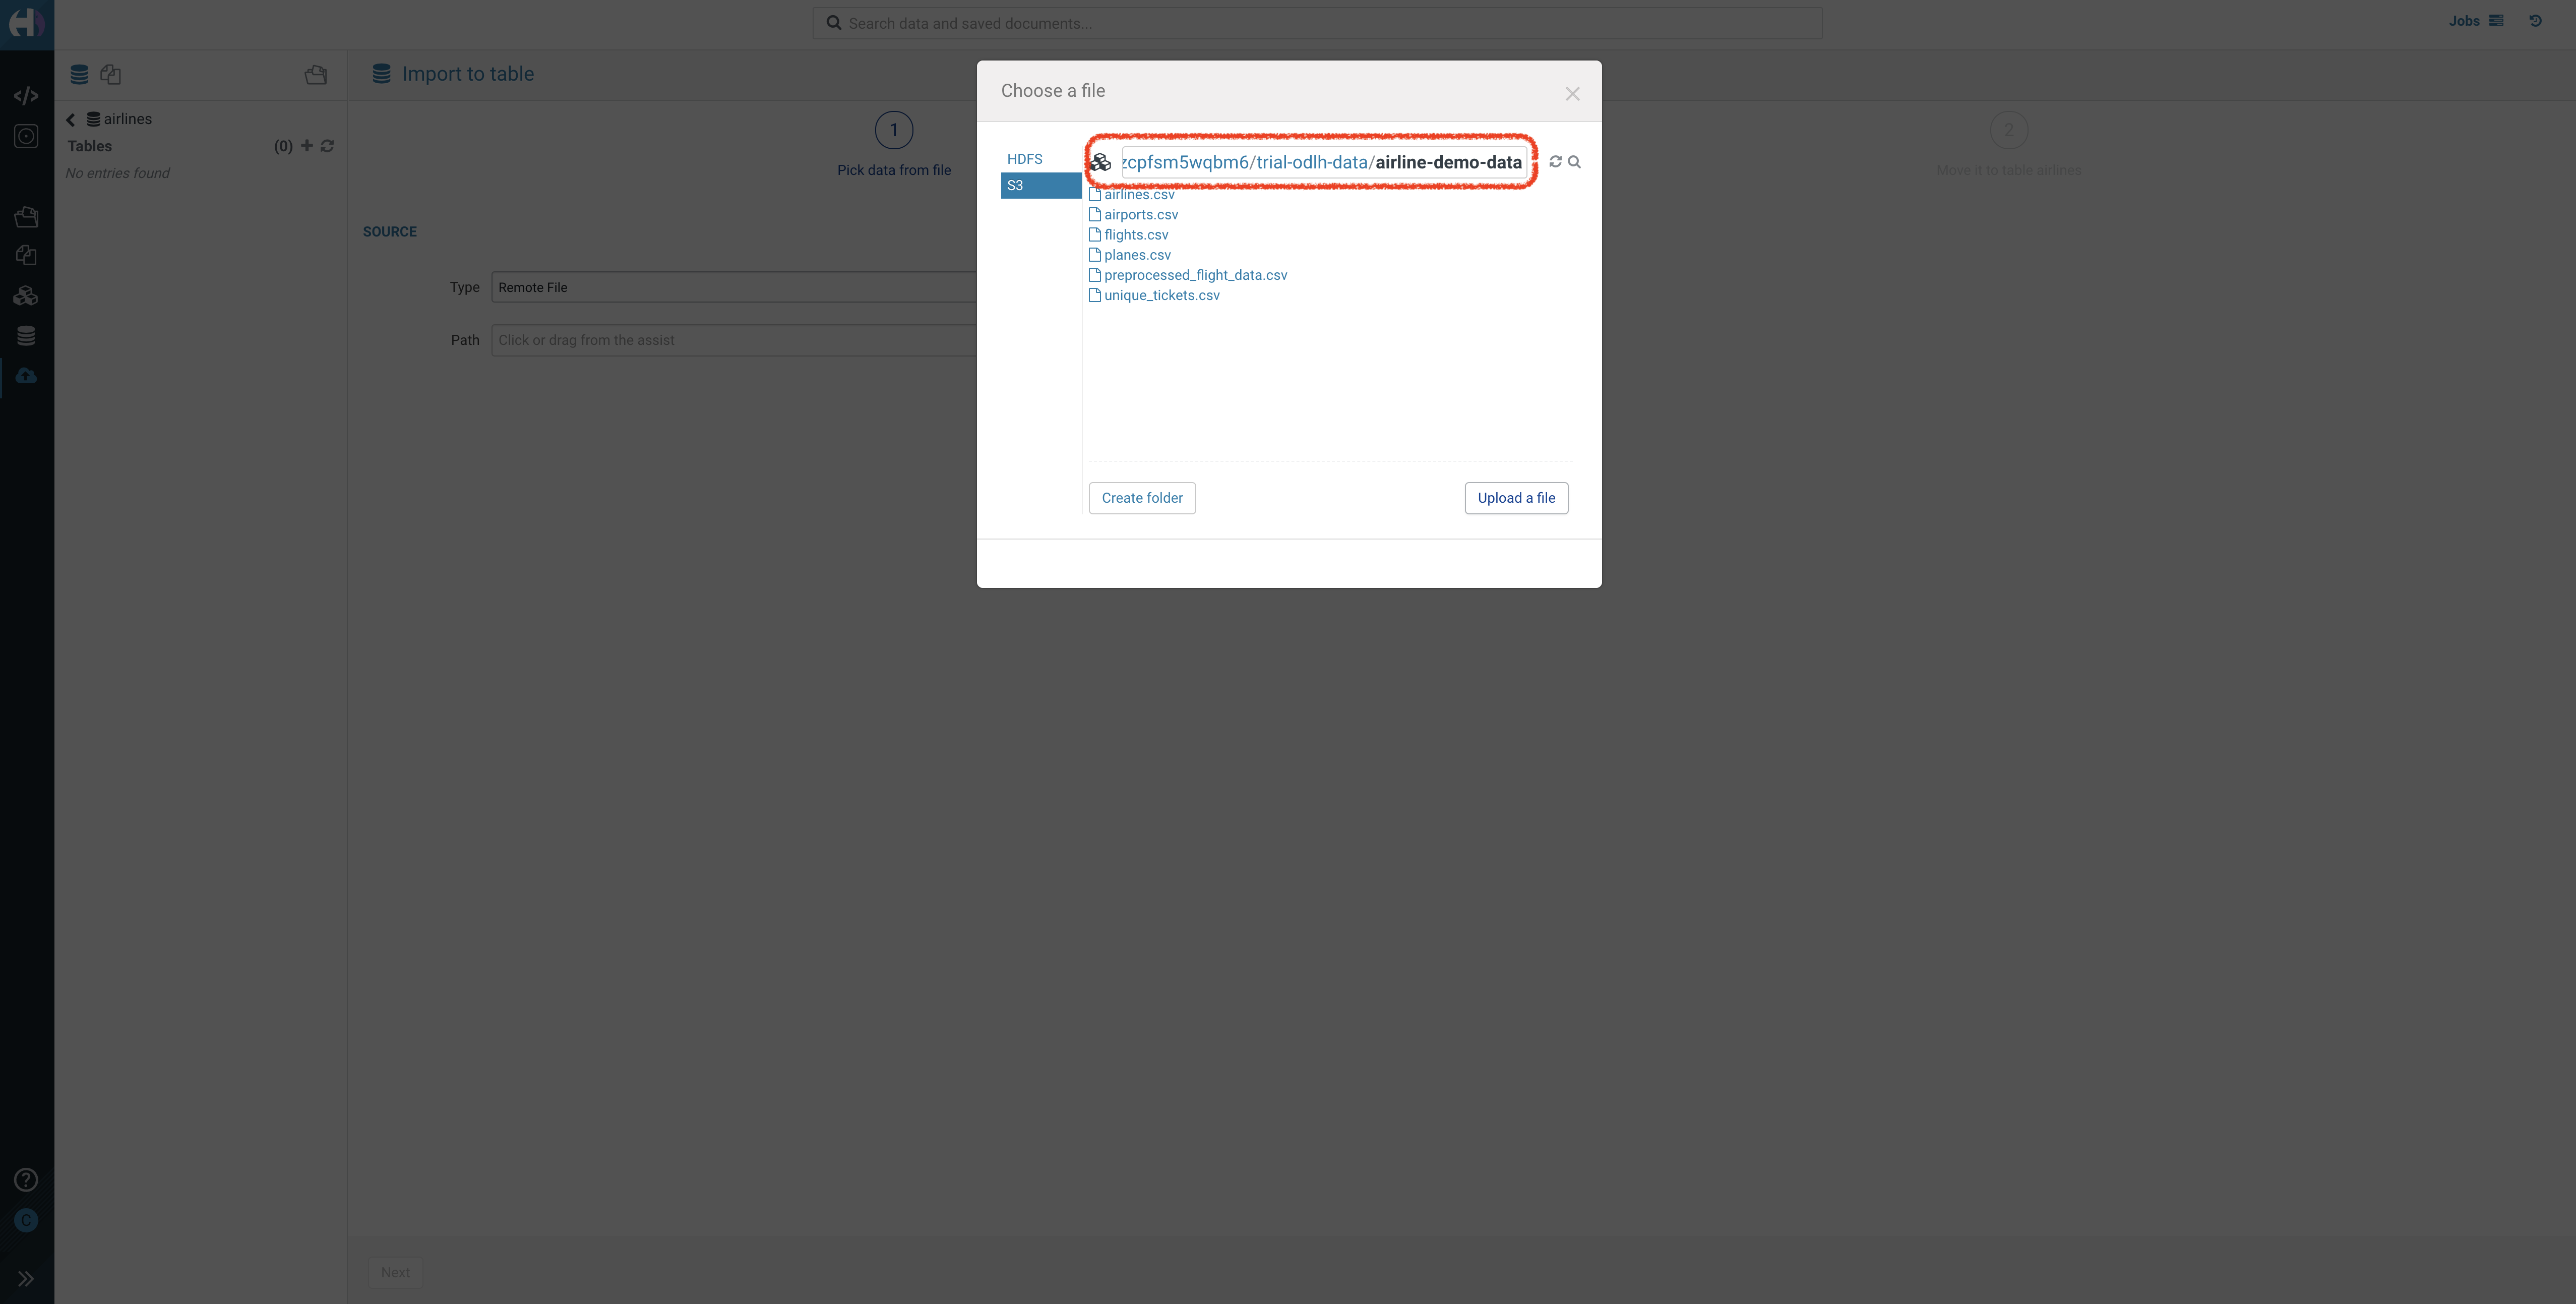 Search data and saved documents...
Jobs
Import to table
airlines
Tables (0)
No entries found
1
Pick data from file
2
Move it to table airlines
SOURCE
Type Remote File
Path Click or drag from the assist
Next
C
Choose a file
HDFS
S3
zcpfsm5wqbm6/trial-odlh-data/airline-demo-data
airlines.csv
airports.csv
flights.csv
planes.csv
preprocessed_flight_data.csv
unique_tickets.csv
Create folder
Upload a file